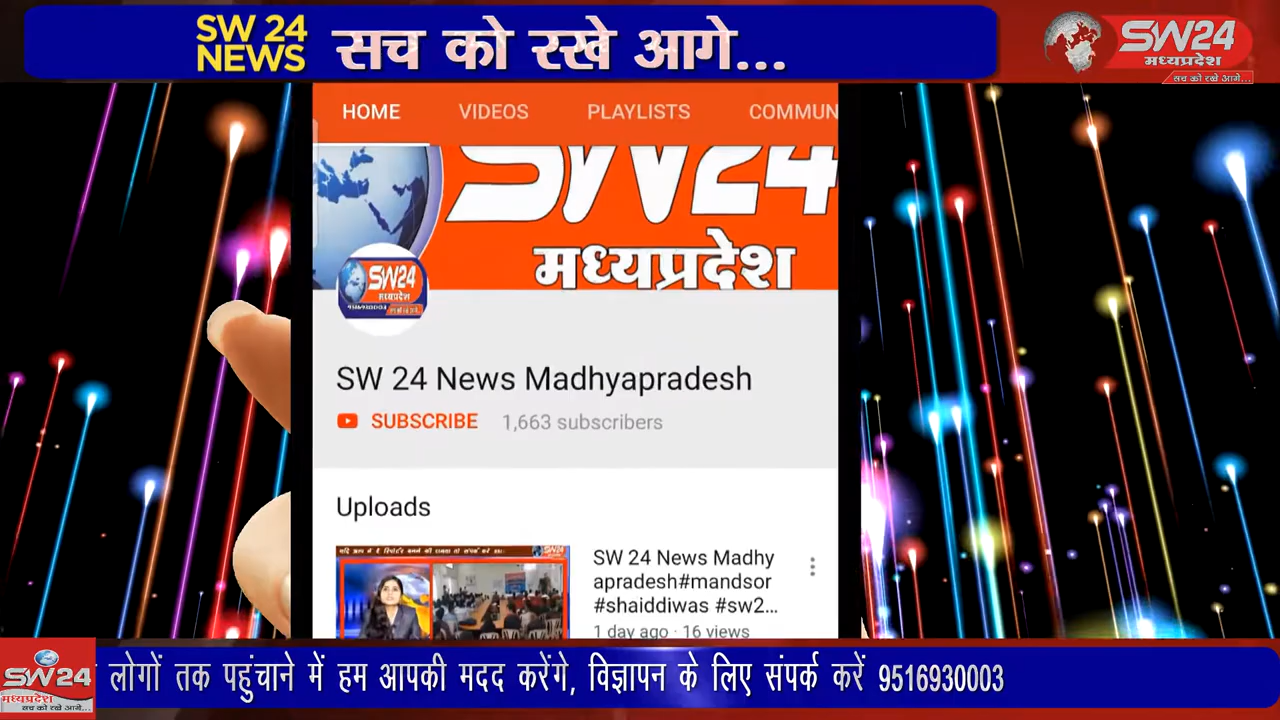 SW 24
NEWS
सच को रखे आगे...
SW24
मध्यप्रदेश
सच को रखे आगे...
HOME VIDEOS PLAYLISTS COMMUN
SW24
मध्यप्रदेश
SW24
मध्यप्रदेश
9516930003
SW 24 News Madhyapradesh
SUBSCRIBE 1,663 subscribers
Uploads
SW 24 News Madhy
apradesh#mandsor
#shaiddiwas #sw2...
1 day ago · 16 views
SW24
मध्यप्रदेश
सच को रखे आगे...
लोगों तक पहुंचाने में हम आपकी मदद करेंगे, विज्ञापन के लिए संपर्क करें 9516930003